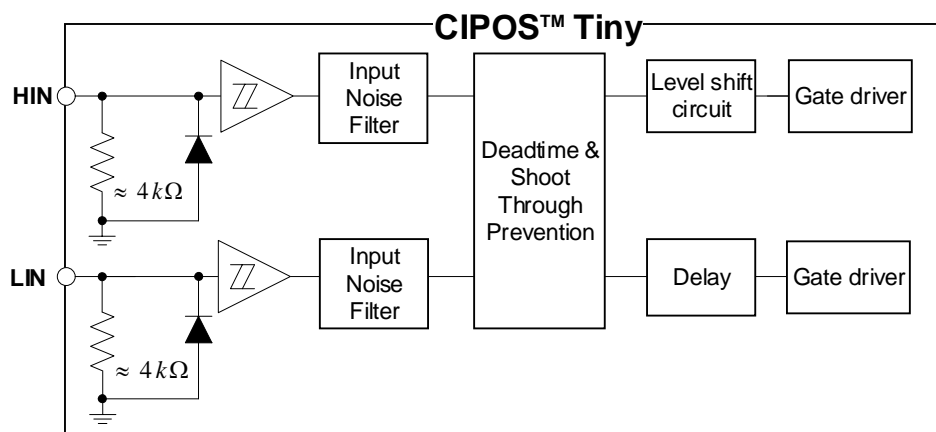 CIPOS™ Tiny
HIN
≈ 4kΩ
Input
Noise
Filter
Deadtime &
Shoot
Through
Prevention
Level shift
circuit
Gate driver
LIN
≈ 4kΩ
Input
Noise
Filter
Delay
Gate driver